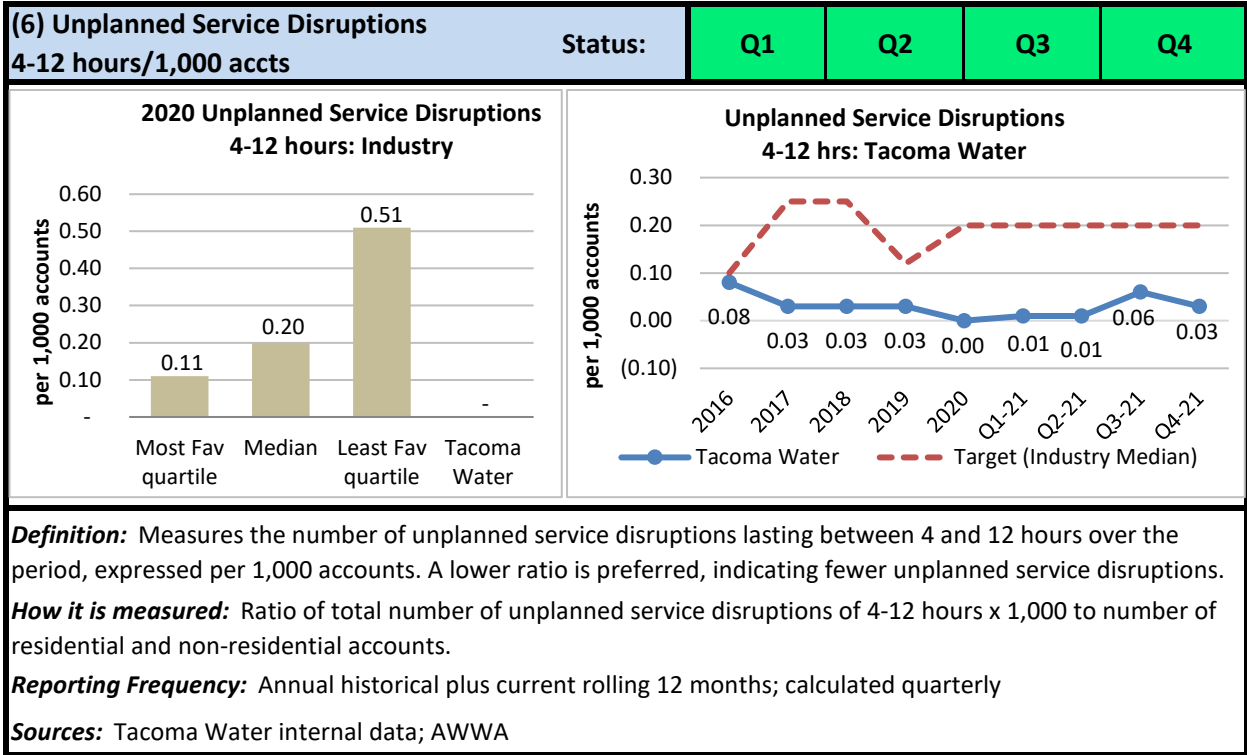 (6) Unplanned Service Disruptions
4-12 hours/1,000 accts
Status:
Q1
Q2
Q3
Q4
2020 Unplanned Service Disruptions
4-12 hours: Industry
per 1,000 accounts
0.60
0.50
0.40
0.30
0.20
0.10
-
0.11
0.20
0.51
-
Most Fav
quartile
Median
Least Fav
quartile
Tacoma
Water
Unplanned Service Disruptions
4-12 hrs: Tacoma Water
per 1,000 accounts
0.30
0.20
0.10
0.00
(0.10)
0.08
0.03
0.03
0.03
0.00
0.01
0.01
0.06
0.03
2016
2017
2018
2019
2020
Q1-21
Q2-21
Q3-21
Q4-21
Tacoma Water
Target (Industry Median)
Definition: Measures the number of unplanned service disruptions lasting between 4 and 12 hours over the
period, expressed per 1,000 accounts. A lower ratio is preferred, indicating fewer unplanned service disruptions.
How it is measured: Ratio of total number of unplanned service disruptions of 4-12 hours x 1,000 to number of
residential and non-residential accounts.
Reporting Frequency: Annual historical plus current rolling 12 months; calculated quarterly
Sources: Tacoma Water internal data; AWWA